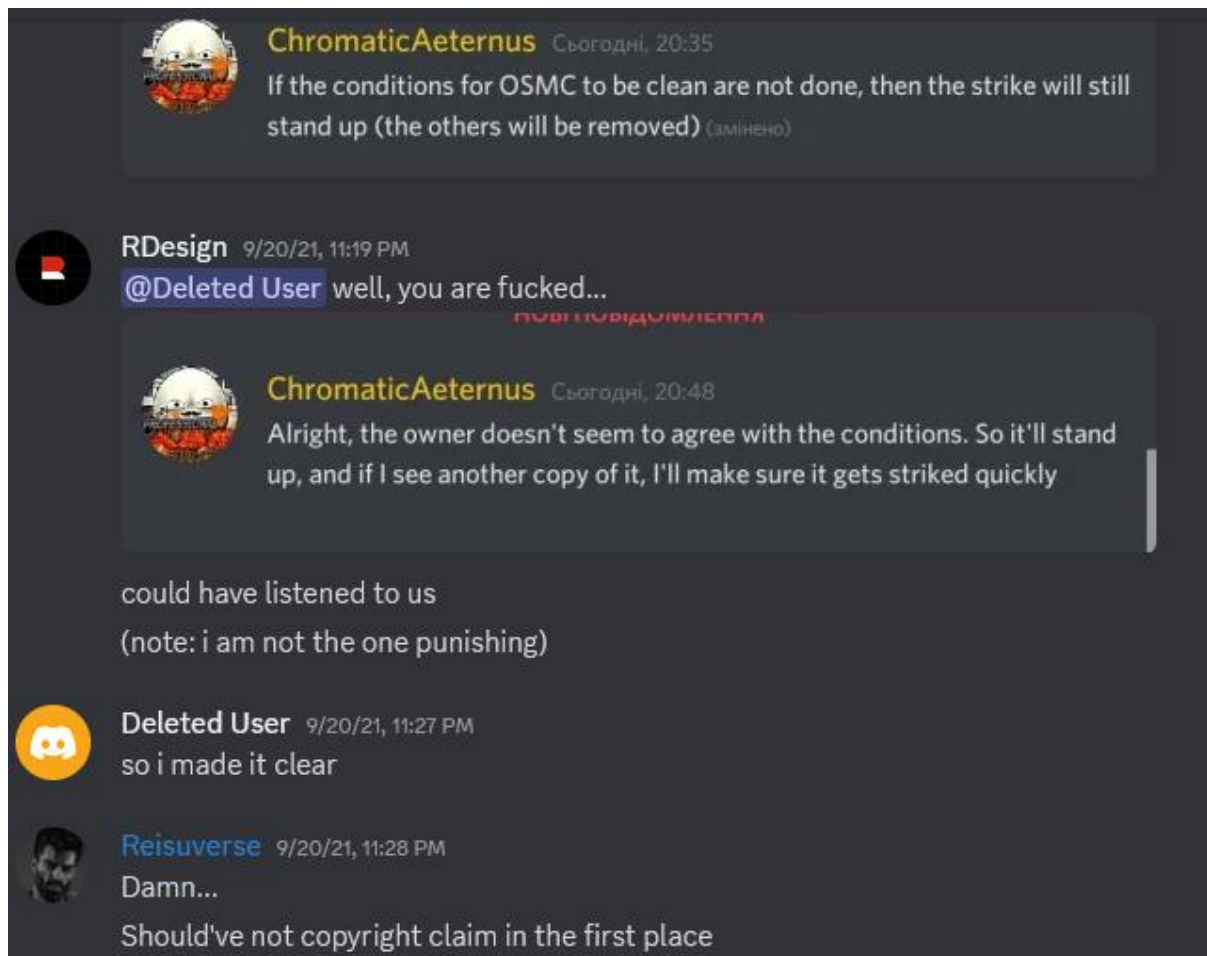 ChromaticAeternus Сьогодні, 20:35
If the conditions for OSMC to be clean are not done, then the strike will still
stand up (the others will be removed) (змінено)
RDesign 9/20/21, 11:19 PM
@Deleted User well, you are fucked...
НОВІ ПОВІДОМЛЕННЯ
ChromaticAeternus Сьогодні, 20:48
Alright, the owner doesn't seem to agree with the conditions. So it'll stand
up, and if I see another copy of it, I'll make sure it gets striked quickly
could have listened to us
(note: i am not the one punishing)
Deleted User 9/20/21, 11:27 PM
so i made it clear
Reisuverse 9/20/21, 11:28 PM
Damn...
Should've not copyright claim in the first place